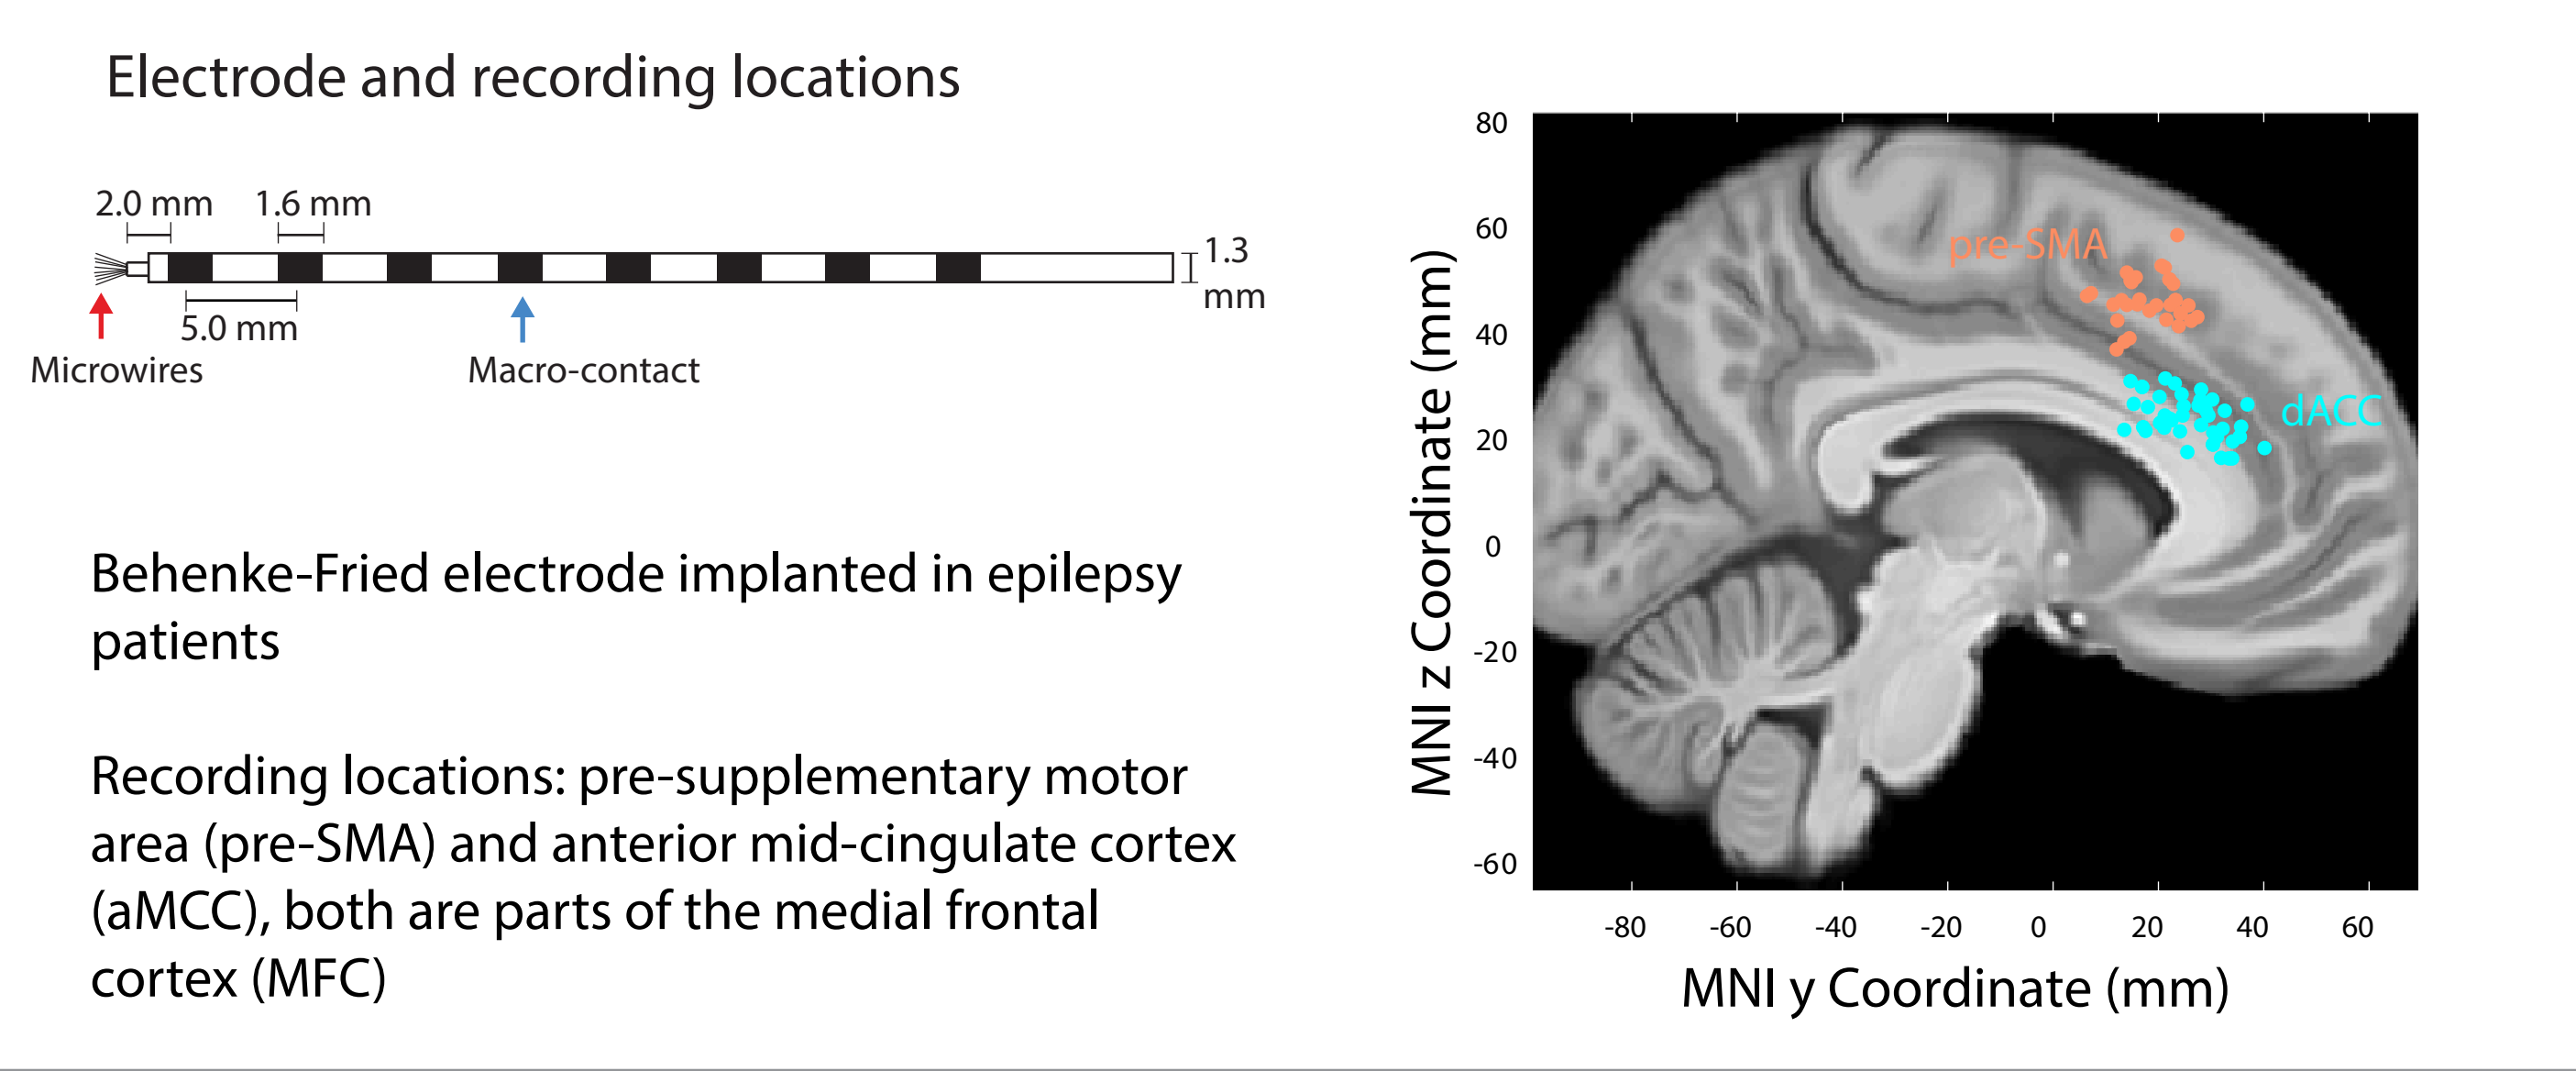 Electrode and recording locations
2.0 mm
1.6 mm
1.3
mm
5.0 mm
Microwires
Macro-contact
Behenke-Fried electrode implanted in epilepsy
patients
Recording locations: pre-supplementary motor
area (pre-SMA) and anterior mid-cingulate cortex
(aMCC), both are parts of the medial frontal
cortex (MFC)
MNI z Coordinate (mm)
80
60
40
20
0
-20
-40
-60
pre-SMA
dACC
-80
-60
-40
-20
0
20
40
60
MNI y Coordinate (mm)